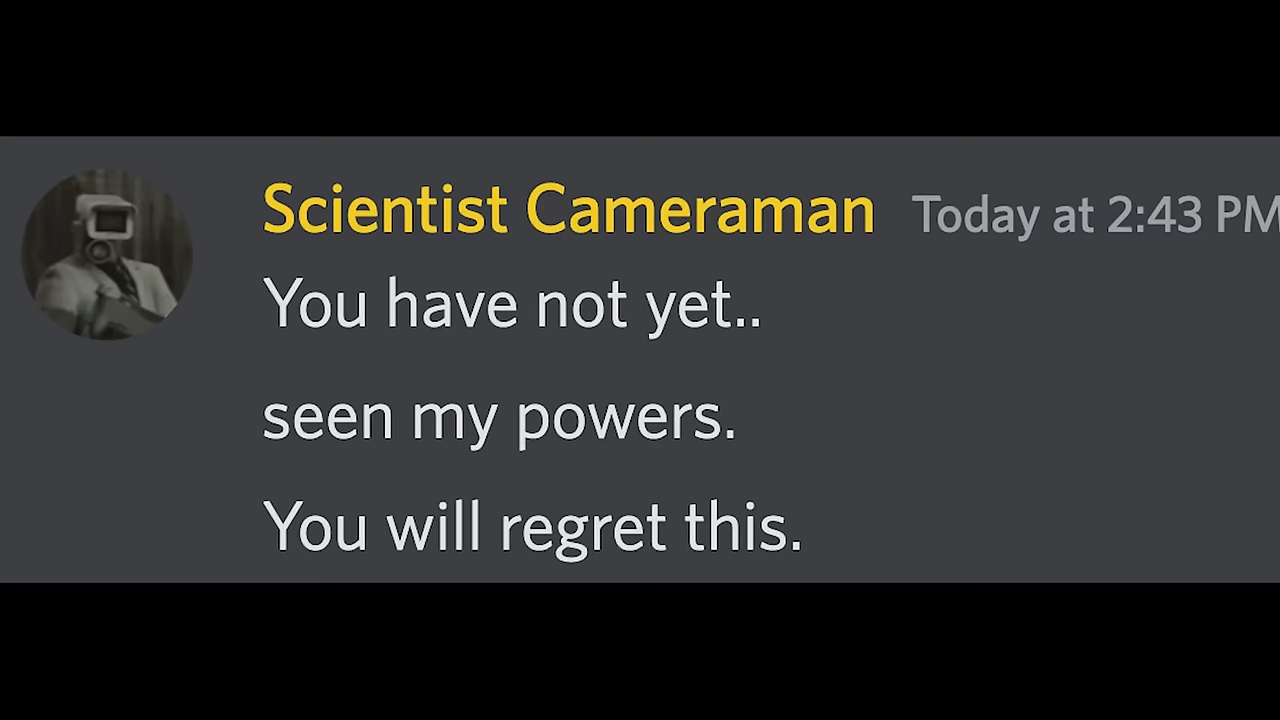 Scientist Cameraman Today at 2:43 PM
You have not yet..
seen my powers.
You will regret this.